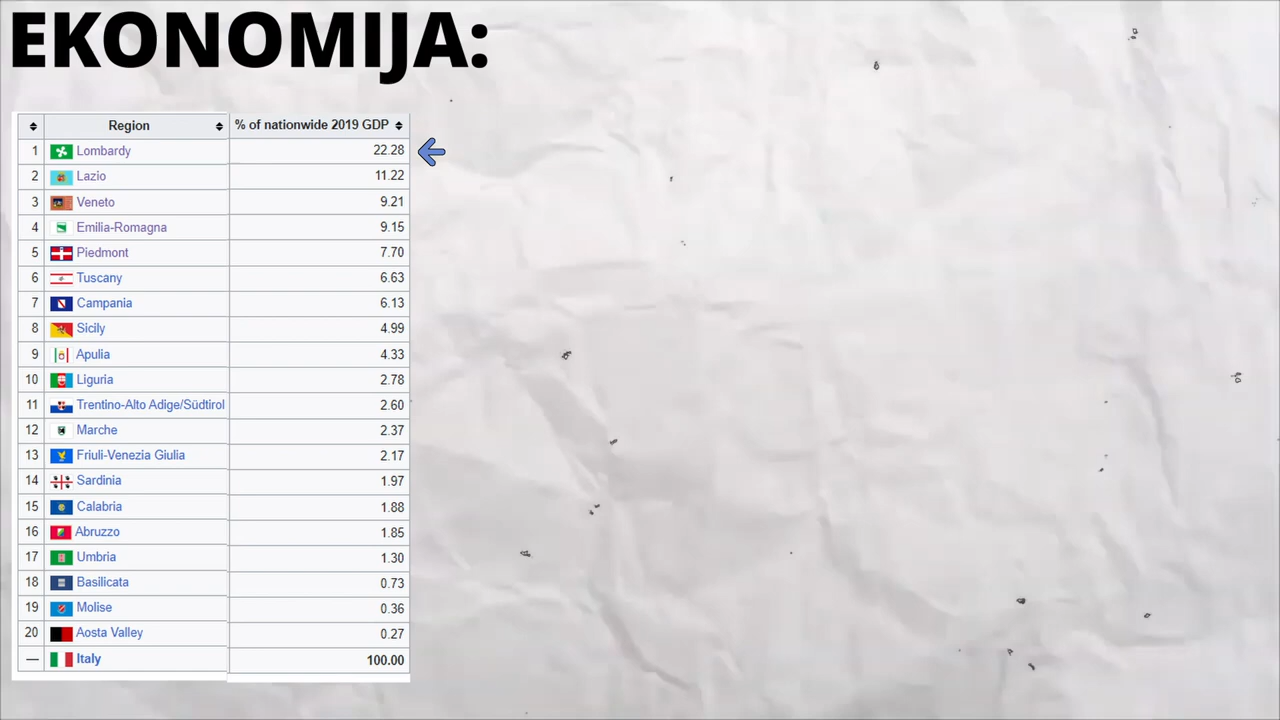 EKONOMIJA:
Region % of nationwide 2019 GDP
1 Lombardy 22.28
2 Lazio 11.22
3 Veneto 9.21
4 Emilia-Romagna 9.15
5 Piedmont 7.70
6 Tuscany 6.63
7 Campania 6.13
8 Sicily 4.99
9 Apulia 4.33
10 Liguria 2.78
11 Trentino-Alto Adige/Südtirol 2.60
12 Marche 2.37
13 Friuli-Venezia Giulia 2.17
14 Sardinia 1.97
15 Calabria 1.88
16 Abruzzo 1.85
17 Umbria 1.30
18 Basilicata 0.73
19 Molise 0.36
20 Aosta Valley 0.27
— Italy 100.00